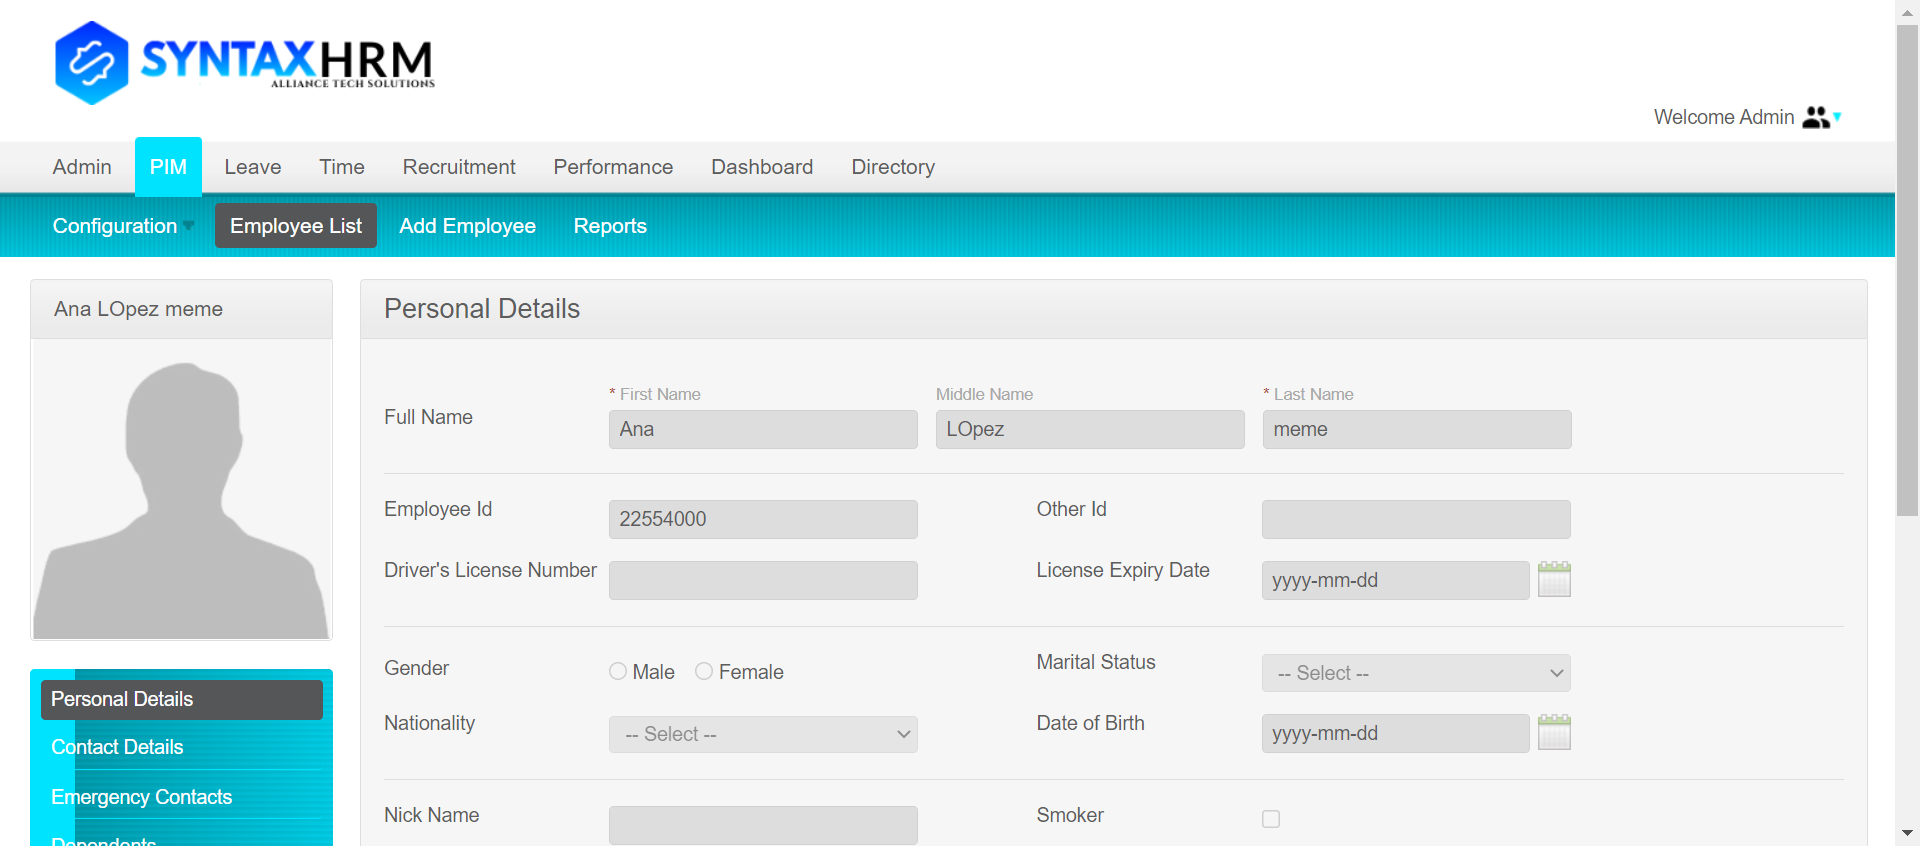 SYNTAXHRM
ALLIANCE TECH SOLUTIONS
Welcome Admin
Admin PIM Leave Time Recruitment Performance Dashboard Directory
Configuration Employee List Add Employee Reports
Ana LOpez meme
Personal Details
* First Name Middle Name * Last Name
Full Name Ana LOpez meme
Employee Id 22554000 Other Id
Driver's License Number License Expiry Date yyyy-mm-dd
Gender Male Female Marital Status -- Select --
Nationality -- Select -- Date of Birth yyyy-mm-dd
Nick Name Smoker
Personal Details
Contact Details
Emergency Contacts
Dependents